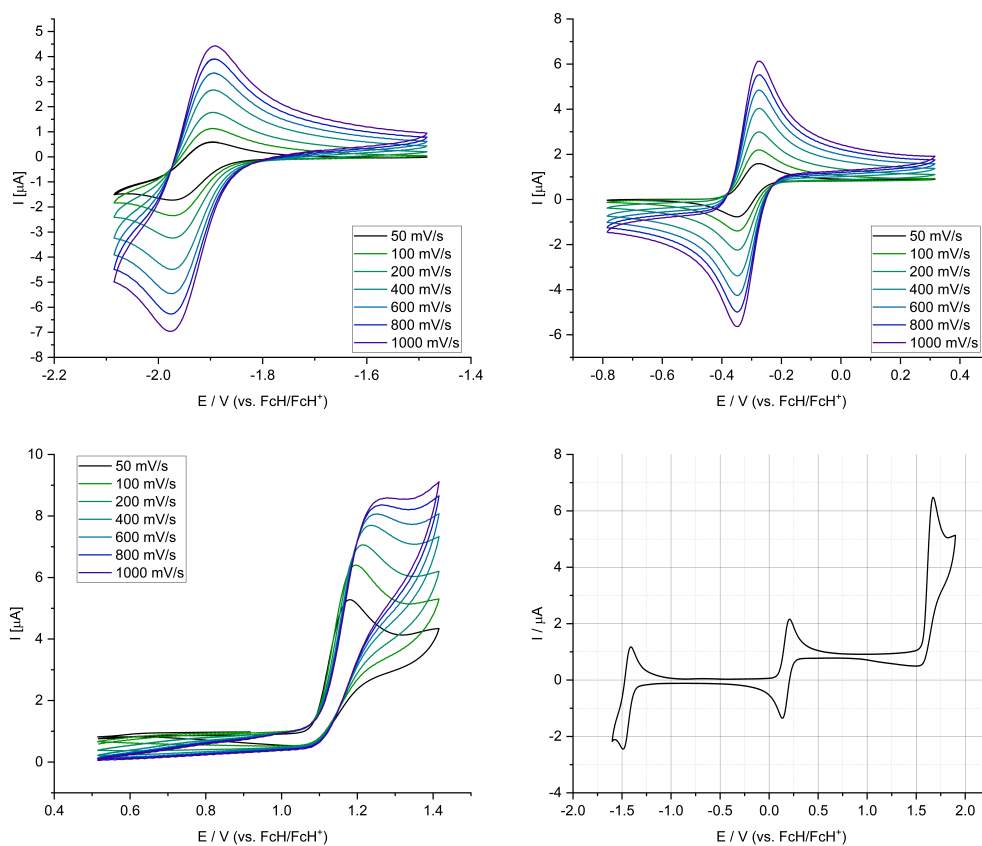 5
4
3
2
1
0
-1
-2
-3
-4
-5
-6
-7
-8
I [µA]
50 mV/s
100 mV/s
200 mV/s
400 mV/s
600 mV/s
800 mV/s
1000 mV/s
-2.2 -2.0 -1.8 -1.6 -1.4
E / V (vs. FcH/FcH⁺)
8
6
4
2
0
-2
-4
-6
I [µA]
50 mV/s
100 mV/s
200 mV/s
400 mV/s
600 mV/s
800 mV/s
1000 mV/s
-0.8 -0.6 -0.4 -0.2 0.0 0.2 0.4
E / V (vs. FcH/FcH⁺)
10
8
6
4
2
0
I [µA]
50 mV/s
100 mV/s
200 mV/s
400 mV/s
600 mV/s
800 mV/s
1000 mV/s
0.4 0.6 0.8 1.0 1.2 1.4
E / V (vs. FcH/FcH⁺)
8
6
4
2
0
-2
-4
I / µA
-2.0 -1.5 -1.0 -0.5 0.0 0.5 1.0 1.5 2.0
E / V (vs. FcH/FcH⁺)